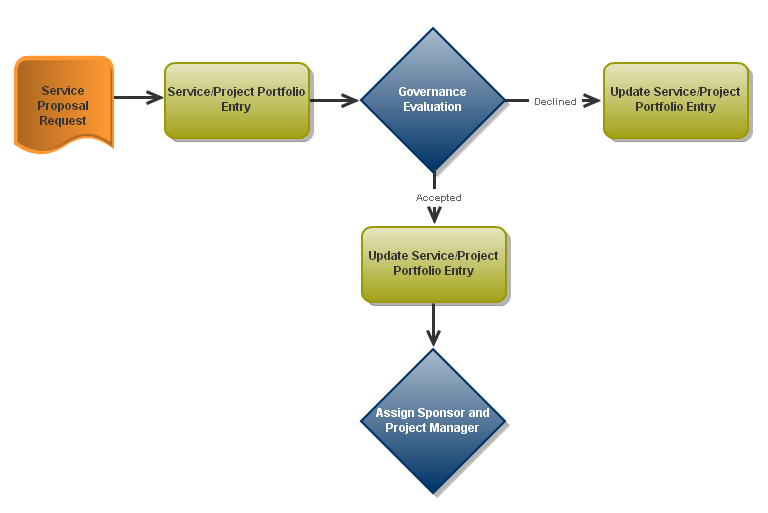 Service
Proposal
Request
Service/Project Portfolio
Entry
Governance
Evaluation
Declined
Update Service/Project
Portfolio Entry
Accepted
Update Service/Project
Portfolio Entry
Assign Sponsor and
Project Manager